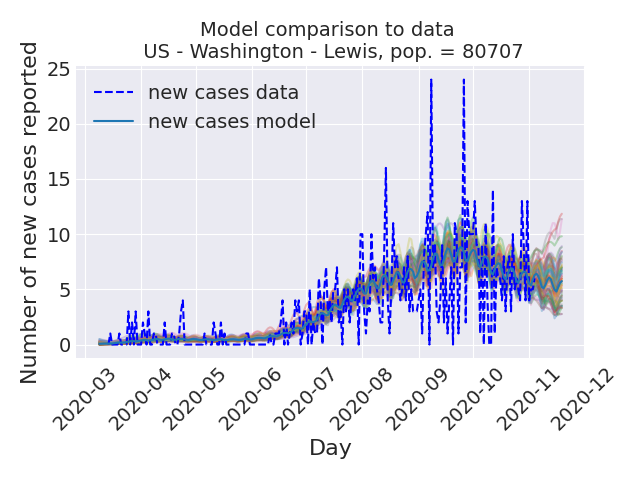 Model comparison to data
US - Washington - Lewis, pop. = 80707
Number of new cases reported
25
20
15
10
5
0
new cases data
new cases model
2020-03
2020-04
2020-05
2020-06
2020-07
2020-08
2020-09
2020-10
2020-11
2020-12
Day